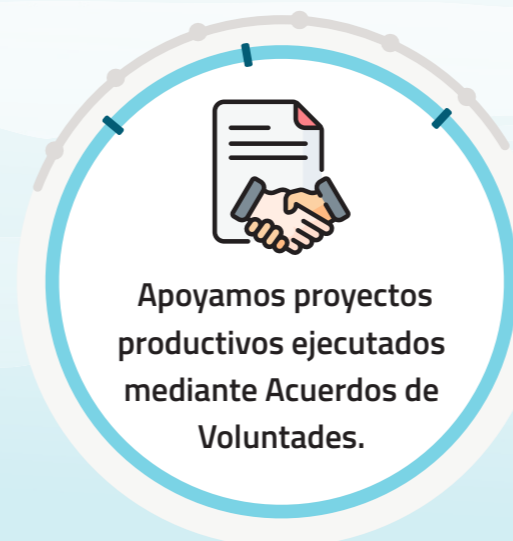 Apoyamos proyectos
productivos ejecutados
mediante Acuerdos de
Voluntades.